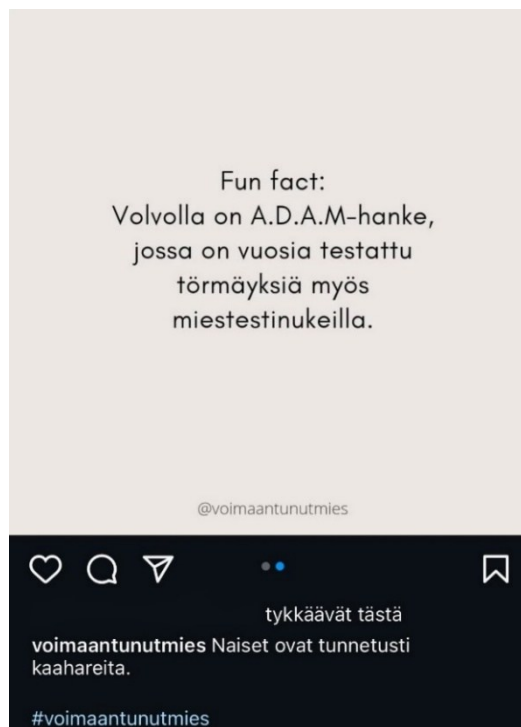 Fun fact:
Volvolla on A.D.A.M-hanke,
jossa on vuosia testattu
törmäyksiä myös
miestestinukeilla.
@voimaantunutmies
tykkäävät tästä
voimaantunutmies Naiset ovat tunnetusti
kaahareita.
#voimaantunutmies